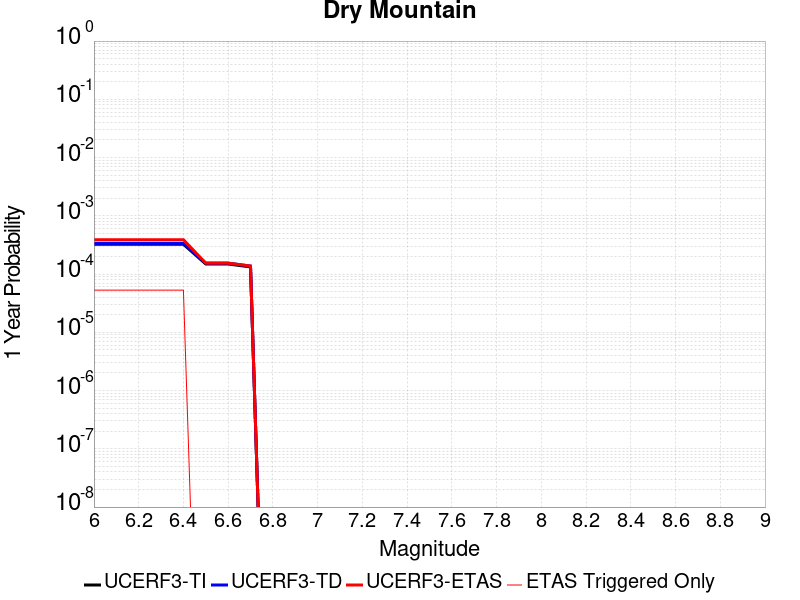 Dry Mountain
10^0
10^-1
10^-2
10^-3
10^-4
10^-5
10^-6
10^-7
10^-8
1 Year Probability
6 6.2 6.4 6.6 6.8 7 7.2 7.4 7.6 7.8 8 8.2 8.4 8.6 8.8 9
Magnitude
UCERF3-TI UCERF3-TD UCERF3-ETAS ETAS Triggered Only